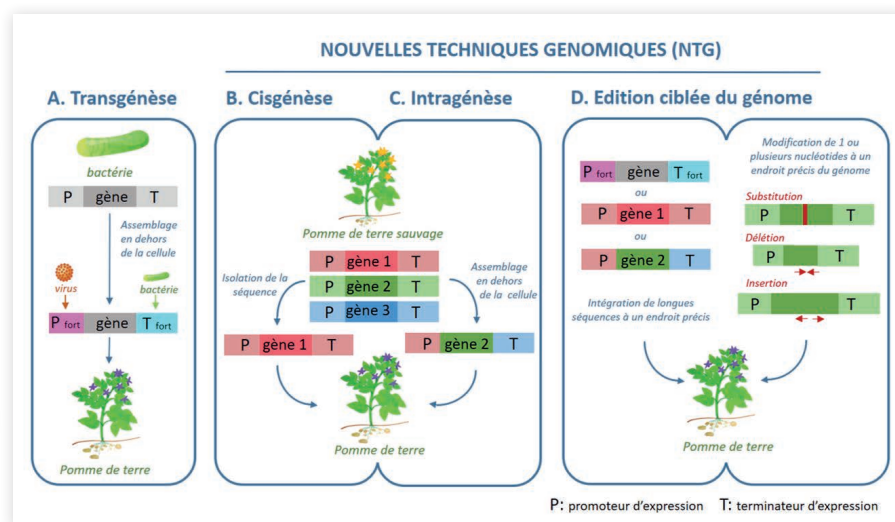 NOUVELLES TECHNIQUES GENOMIQUES (NTG)
A. Transgénèse
bactérie
P gène T
Assemblage
en dehors
de la cellule
virus
bactérie
P fort gène T fort
Pomme de terre
B. Cisgénèse
C. Intragénèse
Pomme de terre sauvage
P gène 1 T
P gène 2 T
P gène 3 T
Isolation de la
séquence
Assemblage
en dehors
de la cellule
P gène 1 T
P gène 2 T
Pomme de terre
D. Edition ciblée du génome
P fort gène T fort
ou
P gène 1 T
ou
P gène 2 T
Intégration de longues
séquences à un endroit précis
Modification de 1 ou
plusieurs nucléotides à un
endroit précis du génome
Substitution
P T
Délétion
P T
Insertion
P T
Pomme de terre
P: promoteur d'expression T: terminateur d'expression